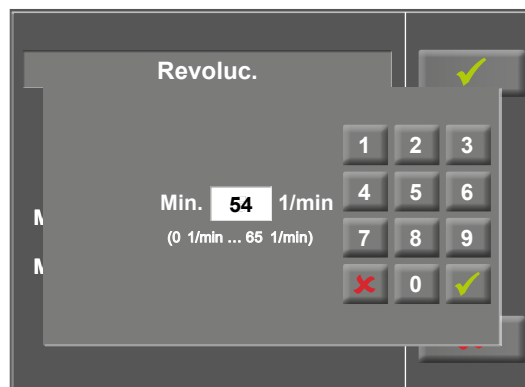 Revoluc.
1 2 3
Min. 54 1/min
4 5 6
(0 1/min ... 65 1/min)
7 8 9
0
M
M